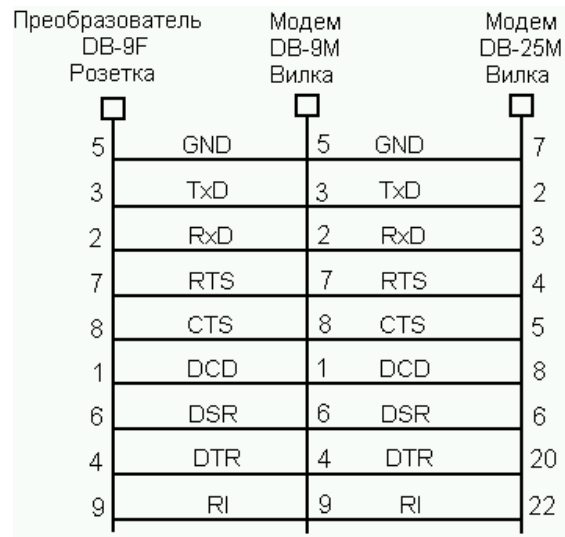 Преобразователь Модем Модем
DB-9F DB-9M DB-25M
Розетка Вилка Вилка
5 GND 5 GND 7
3 TxD 3 TxD 2
2 RxD 2 RxD 3
7 RTS 7 RTS 4
8 CTS 8 CTS 5
1 DCD 1 DCD 8
6 DSR 6 DSR 6
4 DTR 4 DTR 20
9 RI 9 RI 22